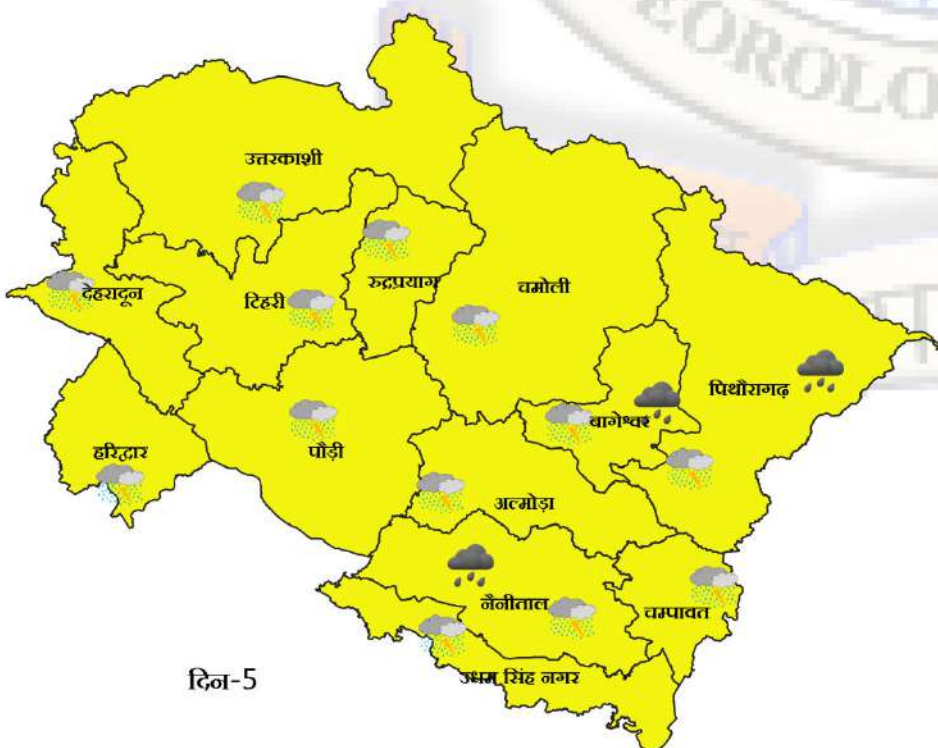 उत्तरकाशी
देहरादून
टिहरी
रुद्रप्रयाग
चमोली
पिथौरागढ़
बागेश्वर
हरिद्वार
पौड़ी
अल्मोड़ा
नैनीताल
चम्पावत
उधम सिंह नगर
दिन-5